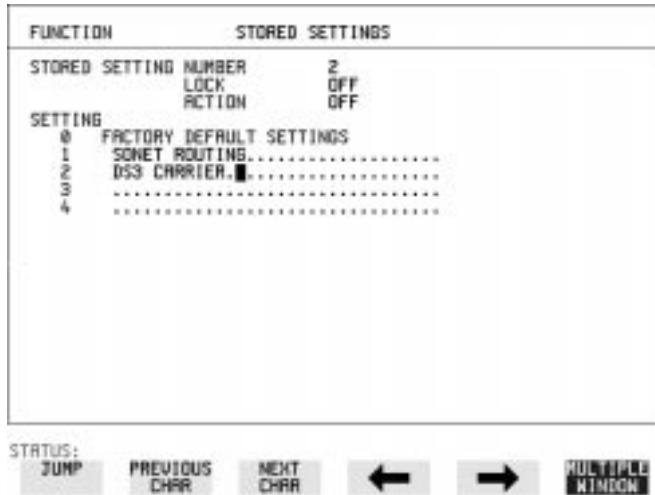 FUNCTION STORED SETTINGS
STORED SETTING NUMBER 2
LOCK OFF
ACTION OFF
SETTING
0 FACTORY DEFAULT SETTINGS
1 SONET ROUTING..................
2 DS3 CARRIER.█..................
3 ...............................
4 ...............................
STATUS:
JUMP PREVIOUS CHAR NEXT CHAR ← → MULTIPLE WINDOW